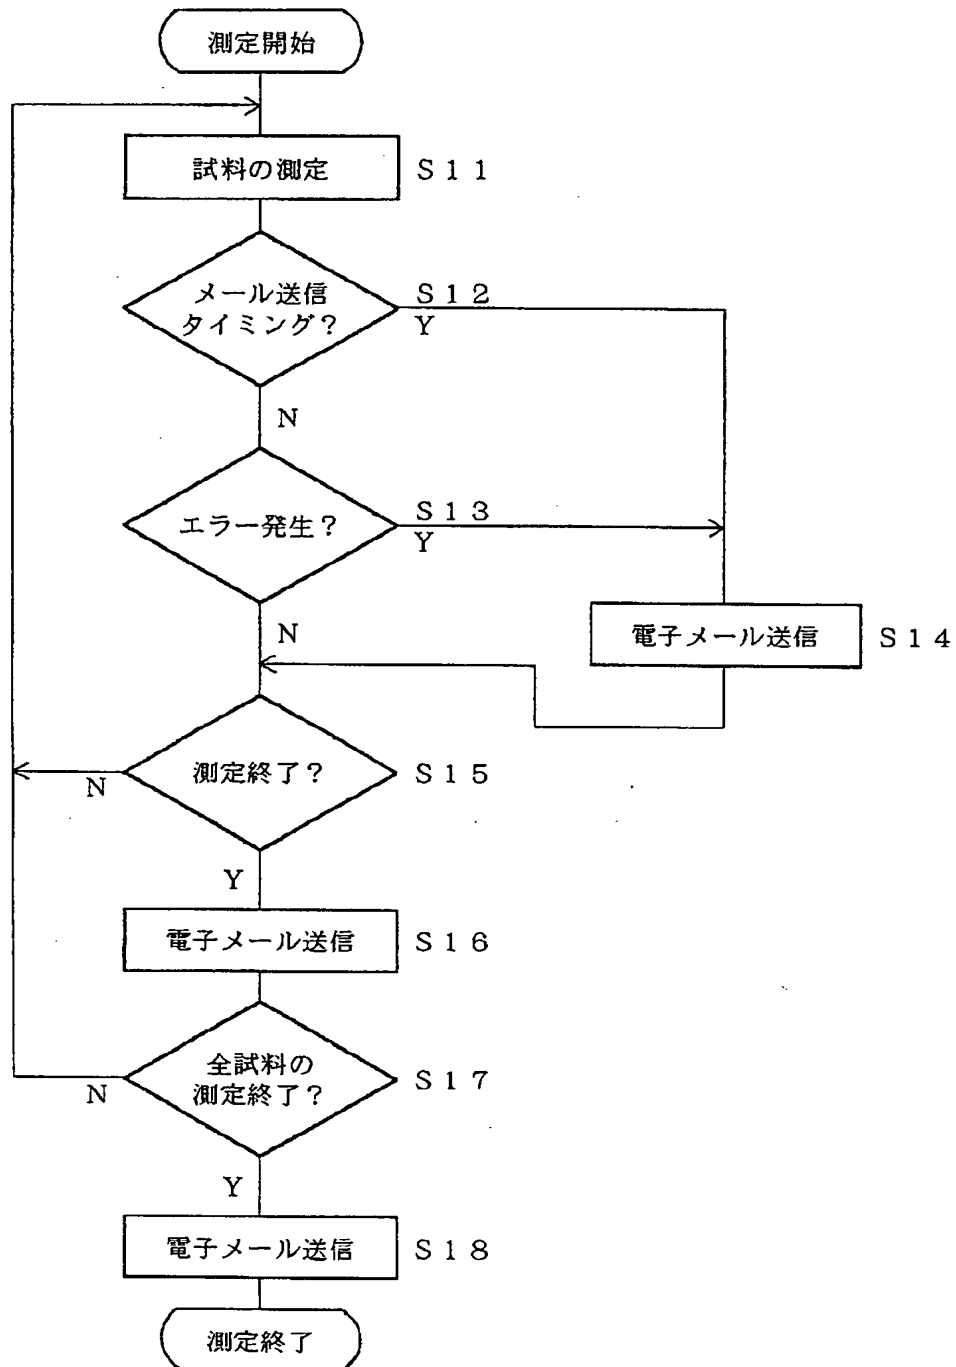 測定開始
試料の測定
Ｓ１１
メール送信
タイミング？
Ｓ１２
Ｙ
Ｎ
エラー発生？
Ｓ１３
Ｙ
Ｎ
電子メール送信
Ｓ１４
測定終了？
Ｓ１５
Ｎ
Ｙ
電子メール送信
Ｓ１６
全試料の
測定終了？
Ｓ１７
Ｎ
Ｙ
電子メール送信
Ｓ１８
測定終了